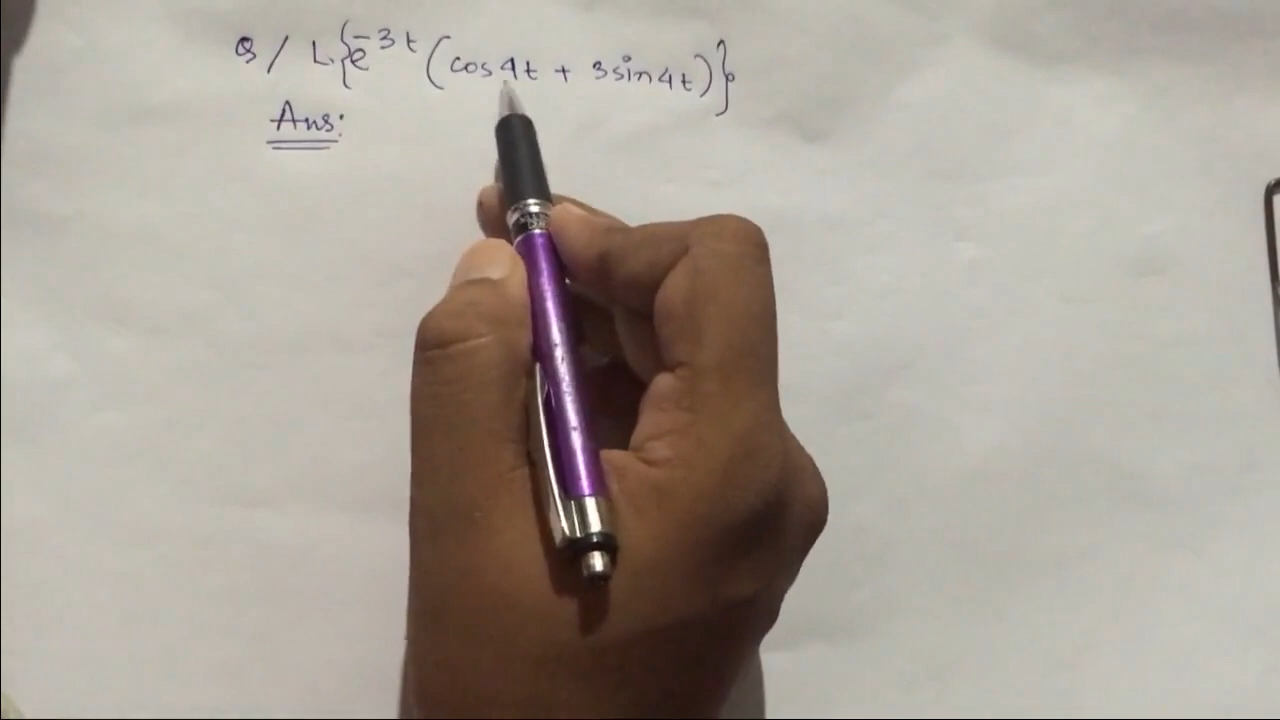 Q/ L{e^-3t (cos4t + 3sin4t)}
Ans: